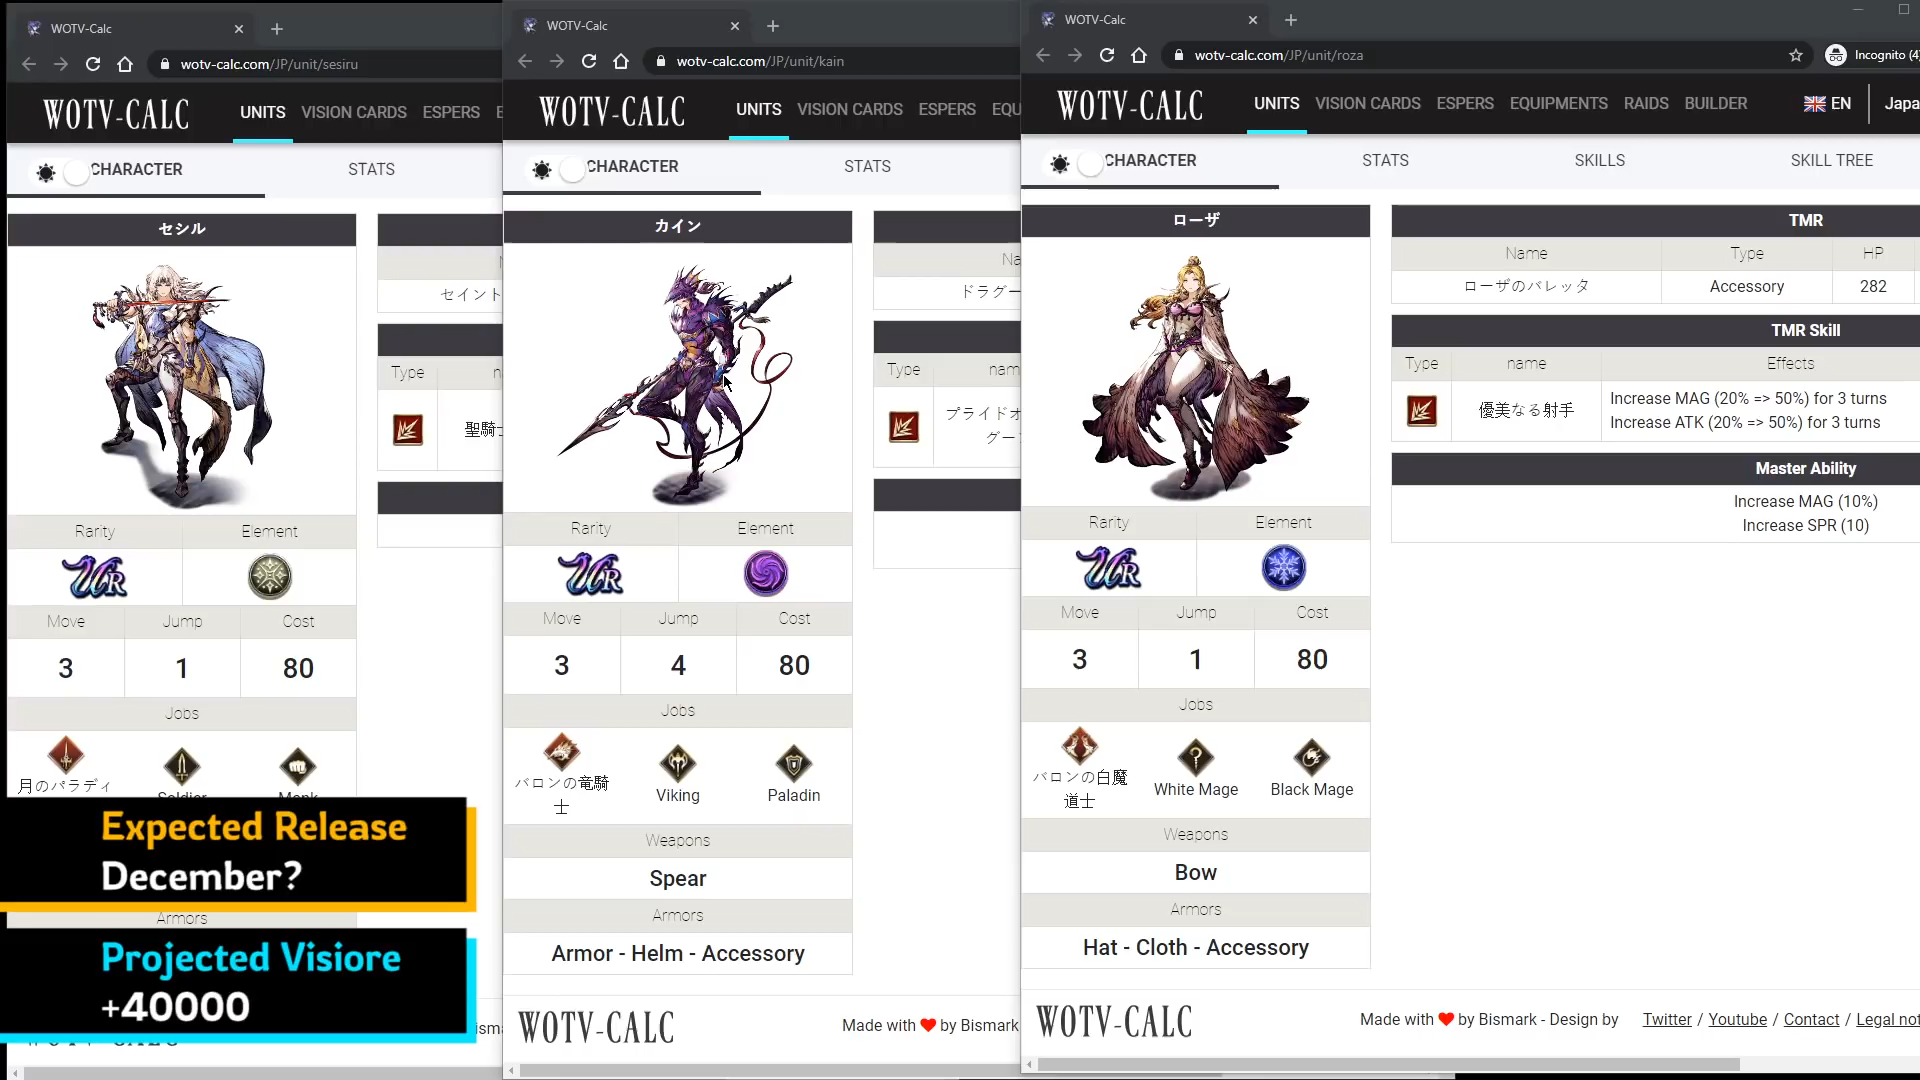 WOTV-Calc
wotv-calc.com/JP/unit/sesiru
WOTV-CALC
UNITS
VISION CARDS
ESPERS
E
CHARACTER
STATS
セシル
セイント
Type
n
聖騎士
Rarity
Element
UR
Move
Jump
Cost
3
1
80
Jobs
月のパラディ
Soldier
Monk
Expected Release
December?
Armors
Projected Visiore
+40000
WOTV-Calc
wotv-calc.com/JP/unit/kain
WOTV-CALC
UNITS
VISION CARDS
ESPERS
EQU
CHARACTER
STATS
カイン
Na
ドラグー
Type
nam
プライドオ
グー
Rarity
Element
UR
Move
Jump
Cost
3
4
80
Jobs
バロンの竜騎
士
Viking
Paladin
Weapons
Spear
Armors
Armor - Helm - Accessory
WOTV-CALC
Made with ❤ by Bismark
WOTV-Calc
wotv-calc.com/JP/unit/roza
Incognito (4
WOTV-CALC
UNITS
VISION CARDS
ESPERS
EQUIPMENTS
RAIDS
BUILDER
EN
Japa
CHARACTER
STATS
SKILLS
SKILL TREE
ローザ
TMR
Name
Type
HP
ローザのバレッタ
Accessory
282
TMR Skill
Type
name
Effects
優美なる射手
Increase MAG (20% => 50%) for 3 turns
Increase ATK (20% => 50%) for 3 turns
Master Ability
Increase MAG (10%)
Increase SPR (10)
Rarity
Element
UR
Move
Jump
Cost
3
1
80
Jobs
バロンの白魔
道士
White Mage
Black Mage
Weapons
Bow
Armors
Hat - Cloth - Accessory
WOTV-CALC
Made with ❤ by Bismark - Design by
Twitter / Youtube / Contact / Legal not